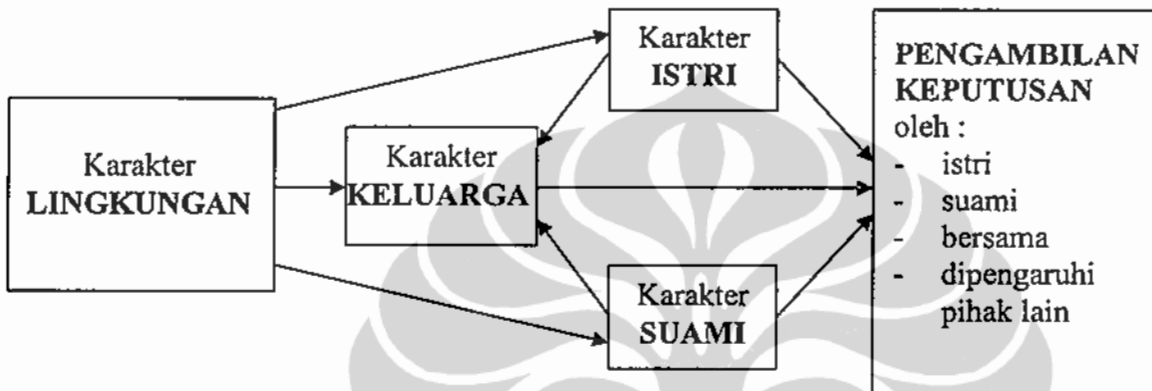 Karakter
LINGKUNGAN
Karakter
KELUARGA
Karakter
ISTRI
Karakter
SUAMI
PENGAMBILAN
KEPUTUSAN
oleh :
- istri
- suami
- bersama
- dipengaruhi
pihak lain